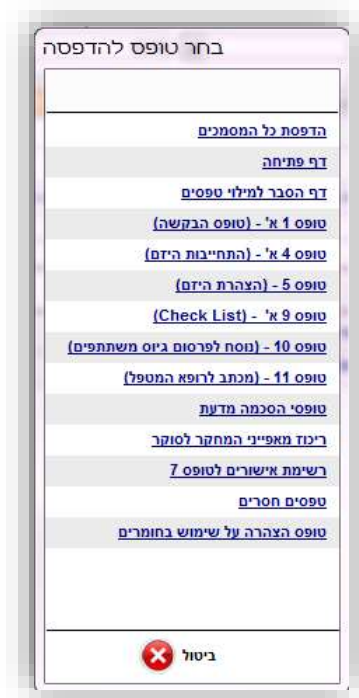 בחר טופס להדפסה
הדפסת כל המסמכים
דף פתיחה
דף הסבר למילוי טפסים
טופס 1 א' - (טופס הבקשה)
טופס 4 א' - (התחייבות היזם)
טופס 5 - (הצהרת היזם)
טופס 9 א' - (Check List)
טופס 10 - (נוסח לפרסום גיוס משתתפים)
טופס 11 - (מכתב לרופא המטפל)
טופסי הסכמה מדעת
ריכוז מאפייני המחקר לסוקר
רשימת אישורים לטופס 7
טפסים חסרים
טופס הצהרה על שימוש בחומרים
ביטול